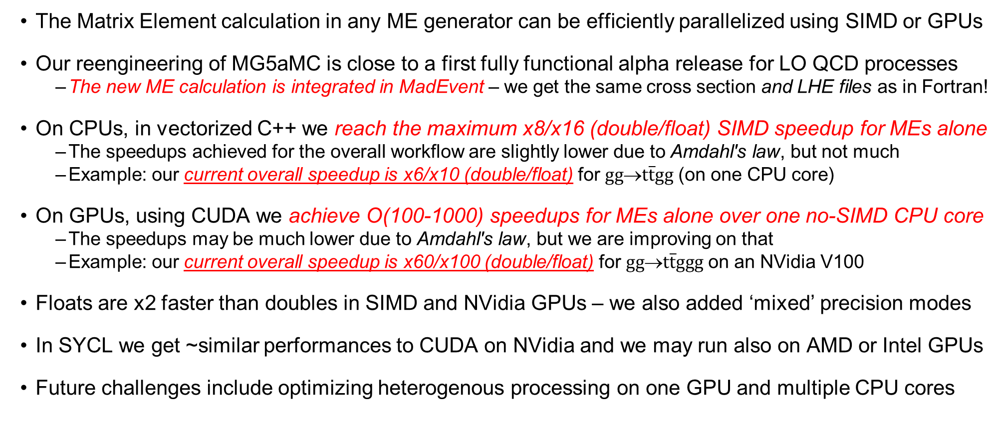 • The Matrix Element calculation in any ME generator can be efficiently parallelized using SIMD or GPUs
• Our reengineering of MG5aMC is close to a first fully functional alpha release for LO QCD processes
– The new ME calculation is integrated in MadEvent – we get the same cross section and LHE files as in Fortran!
• On CPUs, in vectorized C++ we reach the maximum x8/x16 (double/float) SIMD speedup for MEs alone
– The speedups achieved for the overall workflow are slightly lower due to Amdahl's law, but not much
– Example: our current overall speedup is x6/x10 (double/float) for gg→tt̅gg (on one CPU core)
• On GPUs, using CUDA we achieve O(100-1000) speedups for MEs alone over one no-SIMD CPU core
– The speedups may be much lower due to Amdahl's law, but we are improving on that
– Example: our current overall speedup is x60/x100 (double/float) for gg→tt̅ggg on an NVidia V100
• Floats are x2 faster than doubles in SIMD and NVidia GPUs – we also added ‘mixed’ precision modes
• In SYCL we get ~similar performances to CUDA on NVidia and we may run also on AMD or Intel GPUs
• Future challenges include optimizing heterogenous processing on one GPU and multiple CPU cores